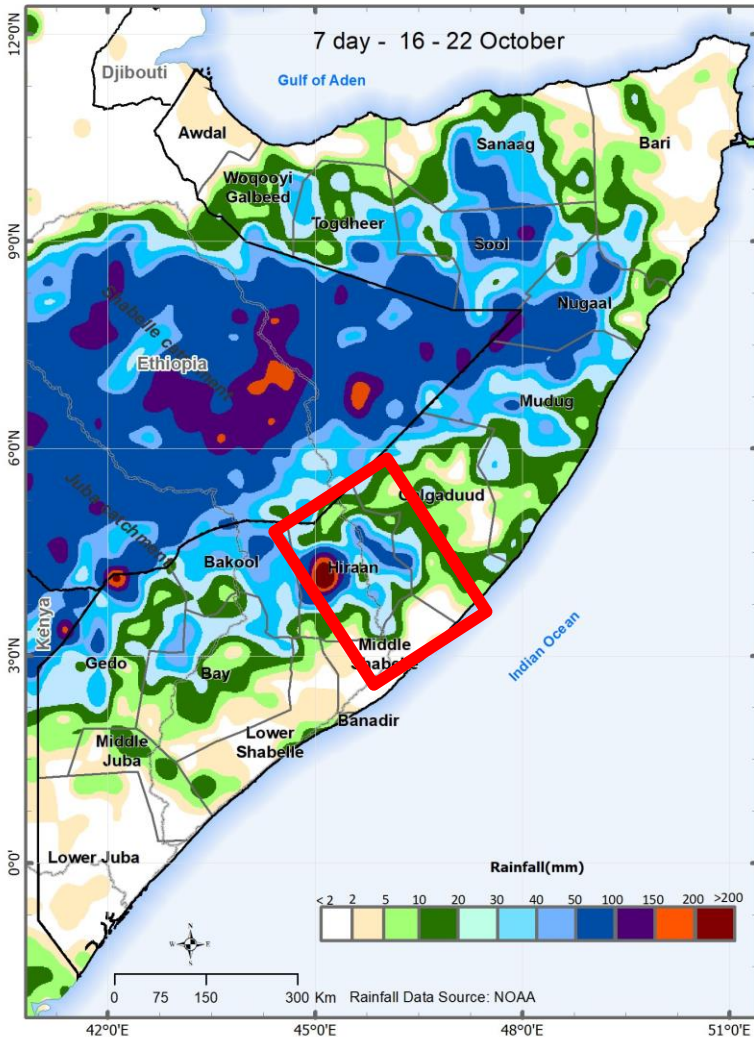 7 day - 16 - 22 October
12°0'N
Djibouti
Gulf of Aden
Awdal
Sanaag
Bari
Woqooyi
Galbeed
Togdheer
9°0'N
Sool
Nugaal
Shabelle catchment
Ethiopia
Mudug
6°0'N
Galgaduud
Juba catchment
Bakool
Hiraan
Kenya
Gedo
Bay
Middle
Shabelle
3°0'N
Indian Ocean
Banadir
Lower
Shabelle
Middle
Juba
Lower Juba
0°0'
Rainfall(mm)
<2 2 5 10 20 30 40 50 100 150 200 >200
N
W E
S
0 75 150 300 Km
Rainfall Data Source: NOAA
42°0'E 45°0'E 48°0'E 51°0'E